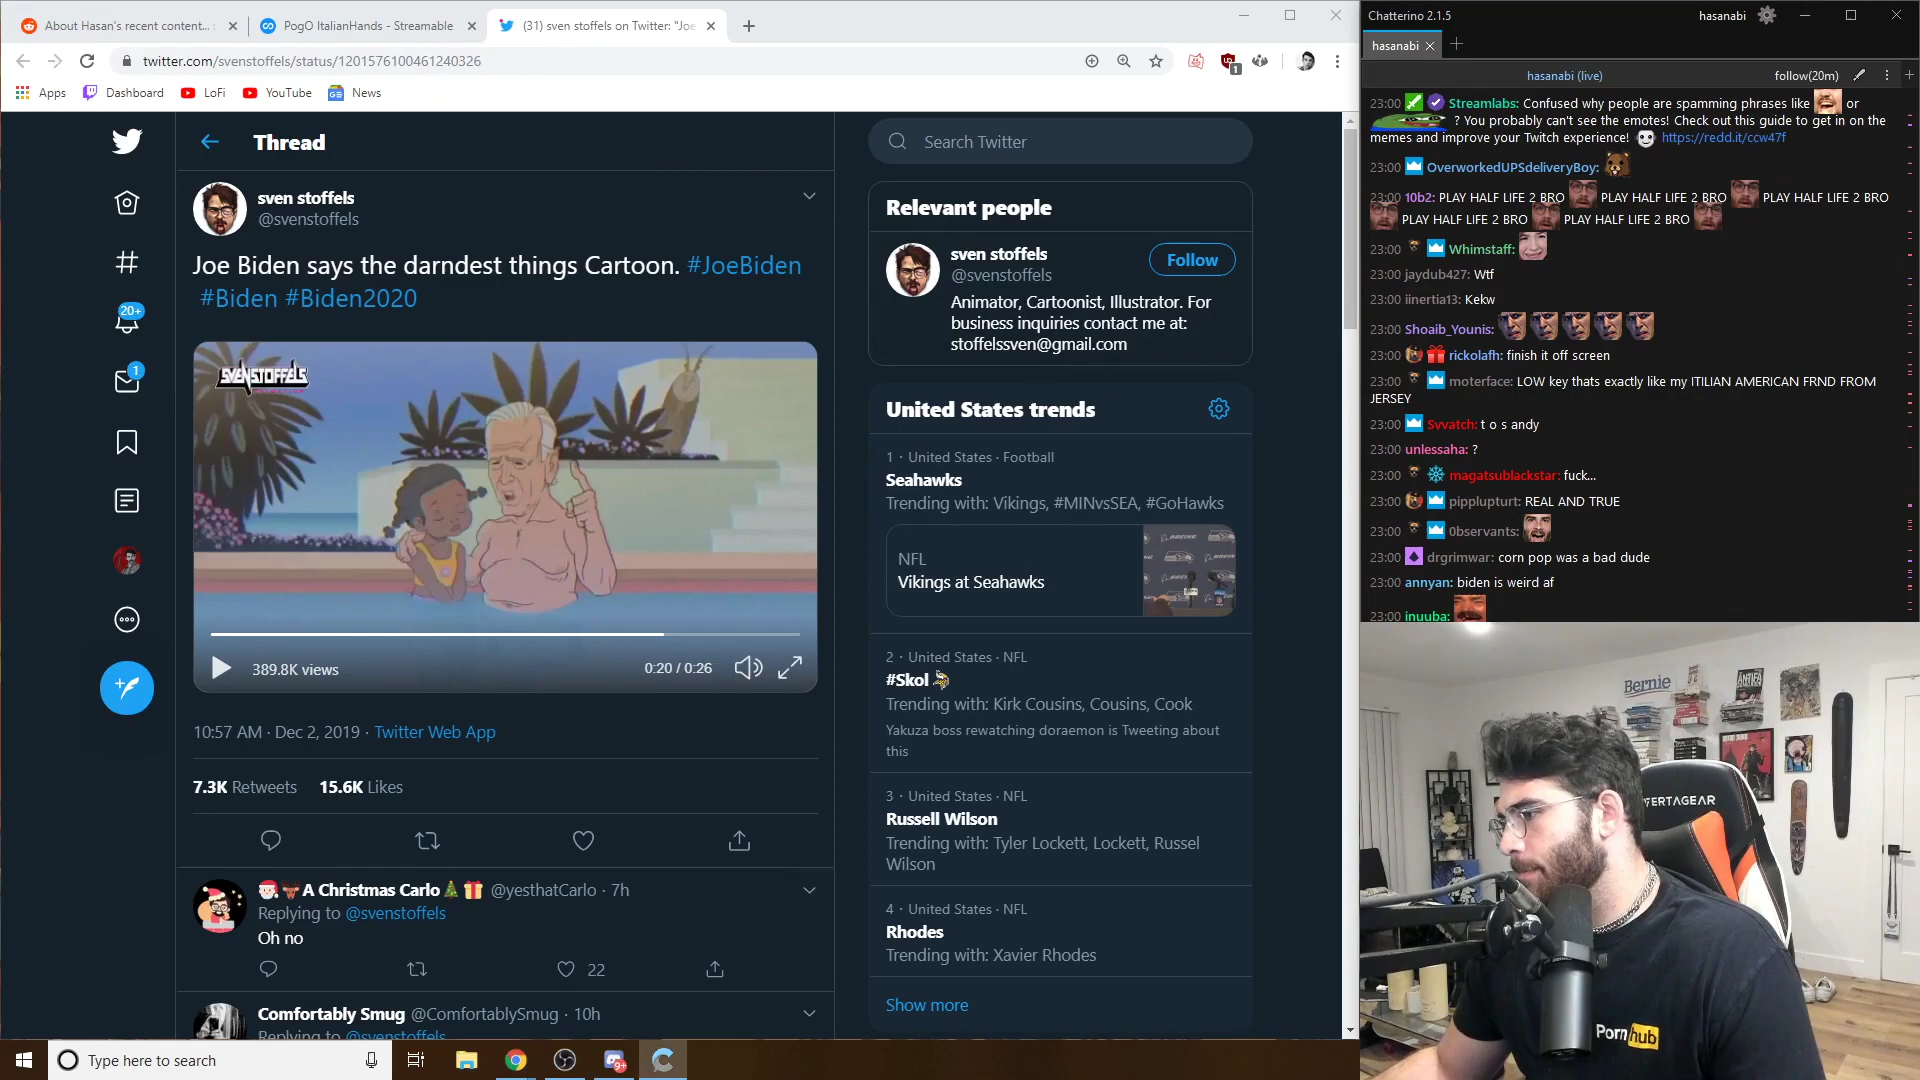 About Hasan's recent content...
PogO ItalianHands - Streamable
(31) sven stoffels on Twitter: "Joe
twitter.com/svenstoffels/status/1201576100461240326
1
Apps
Dashboard
LoFi
YouTube
News
Thread
sven stoffels
@svenstoffels
Joe Biden says the darndest things Cartoon. #JoeBiden
#Biden #Biden2020
SVENSTOFFELS
389.8K views
0:20 / 0:26
10:57 AM · Dec 2, 2019 · Twitter Web App
7.3K Retweets 15.6K Likes
A Christmas Carlo @yesthatCarlo · 7h
Replying to @svenstoffels
Oh no
22
Comfortably Smug @ComfortablySmug · 10h
Replying to @svenstoffels
20+
1
Search Twitter
Relevant people
sven stoffels
@svenstoffels
Follow
Animator, Cartoonist, Illustrator. For
business inquiries contact me at:
stoffelssven@gmail.com
United States trends
1 · United States · Football
Seahawks
Trending with: Vikings, #MINvsSEA, #GoHawks
NFL
Vikings at Seahawks
2 · United States · NFL
#Skol
Trending with: Kirk Cousins, Cousins, Cook
Yakuza boss rewatching doraemon is Tweeting about
this
3 · United States · NFL
Russell Wilson
Trending with: Tyler Lockett, Lockett, Russel
Wilson
4 · United States · NFL
Rhodes
Trending with: Xavier Rhodes
Show more
Type here to search
9+
Chatterino 2.1.5
hasanabi
hasanabi
hasanabi (live)
follow(20m)
23:00 Streamlabs: Confused why people are spamming phrases like or
? You probably can't see the emotes! Check out this guide to get in on the
memes and improve your Twitch experience! https://redd.it/ccw47f
23:00 OverworkedUPSdeliveryBoy:
23:00 10b2: PLAY HALF LIFE 2 BRO PLAY HALF LIFE 2 BRO PLAY HALF LIFE 2 BRO
PLAY HALF LIFE 2 BRO PLAY HALF LIFE 2 BRO
23:00 Whimstaff:
23:00 jaydub427: Wtf
23:00 iinertia13: Kekw
23:00 Shoaib_Younis:
23:00 rickolafh: finish it off screen
23:00 moterface: LOW key thats exactly like my ITILIAN AMERICAN FRND FROM
JERSEY
23:00 Svvatch: t o s andy
23:00 unlessaha: ?
23:00 magatsublackstar: fuck...
23:00 pipplupturt: REAL AND TRUE
23:00 0bservants:
23:00 drgrimwar: corn pop was a bad dude
23:00 annyan: biden is weird af
23:00 inuuba:
Bernie
ANTIFA
VERTAGEAR
Pornhub